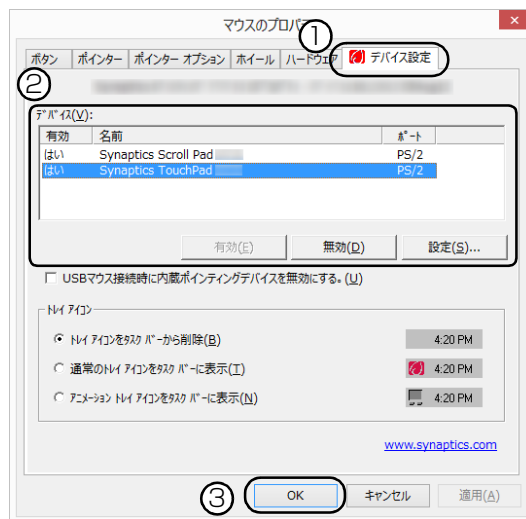 マウスのプロパティ
①
ボタン ポインター ポインター オプション ホイール ハードウェア デバイス設定
②
ﾃﾞﾊﾞｲｽ(V):
有効 名前 ﾎﾟｰﾄ
はい Synaptics Scroll Pad PS/2
はい Synaptics TouchPad PS/2
有効(E) 無効(D) 設定(S)...
USBマウス接続時に内蔵ポインティングデバイスを無効にする。(U)
ﾄﾚｲ ｱｲｺﾝ
ﾄﾚｲ ｱｲｺﾝをﾀｽｸ ﾊﾞｰから削除(B) 4:20 PM
通常のﾄﾚｲ ｱｲｺﾝをﾀｽｸ ﾊﾞｰに表示(T) 4:20 PM
ｱﾆﾒｰｼｮﾝ ﾄﾚｲ ｱｲｺﾝをﾀｽｸ ﾊﾞｰに表示(N) 4:20 PM
www.synaptics.com
③ OK キャンセル 適用(A)